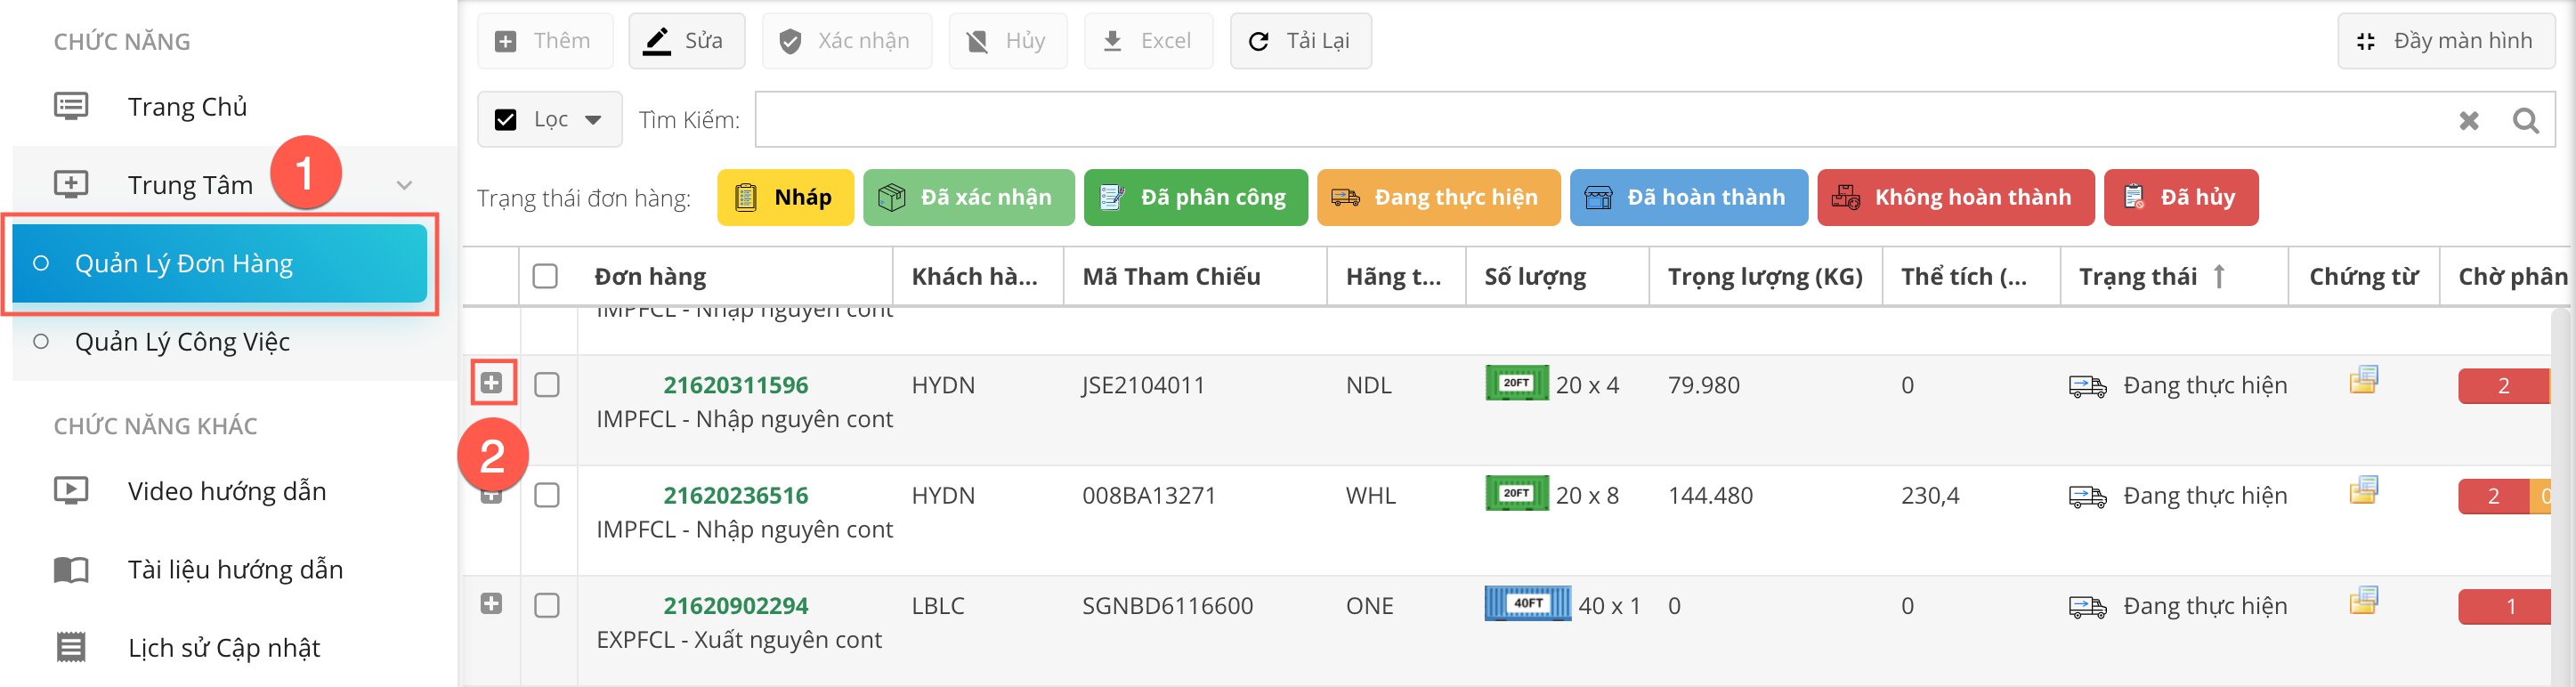 CHỨC NĂNG
Trang Chủ
Trung Tâm
1
Quản Lý Đơn Hàng
Quản Lý Công Việc
CHỨC NĂNG KHÁC
Video hướng dẫn
Tài liệu hướng dẫn
Lịch sử Cập nhật
Thêm Sửa Xác nhận Hủy Excel Tải Lại Đầy màn hình
Lọc Tìm Kiếm:
Trạng thái đơn hàng: Nháp Đã xác nhận Đã phân công Đang thực hiện Đã hoàn thành Không hoàn thành Đã hủy
Đơn hàng Khách hà... Mã Tham Chiếu Hãng t... Số lượng Trọng lượng (KG) Thể tích (... Trạng thái Chứng từ Chờ phân
IMPFCL - Nhập nguyên cont
21620311596 HYDN JSE2104011 NDL 20FT 20 x 4 79.980 0 Đang thực hiện 2
IMPFCL - Nhập nguyên cont
2
21620236516 HYDN 008BA13271 WHL 20FT 20 x 8 144.480 230,4 Đang thực hiện 2 0
IMPFCL - Nhập nguyên cont
21620902294 LBLC SGNBD6116600 ONE 40FT 40 x 1 0 0 Đang thực hiện 1
EXPFCL - Xuất nguyên cont